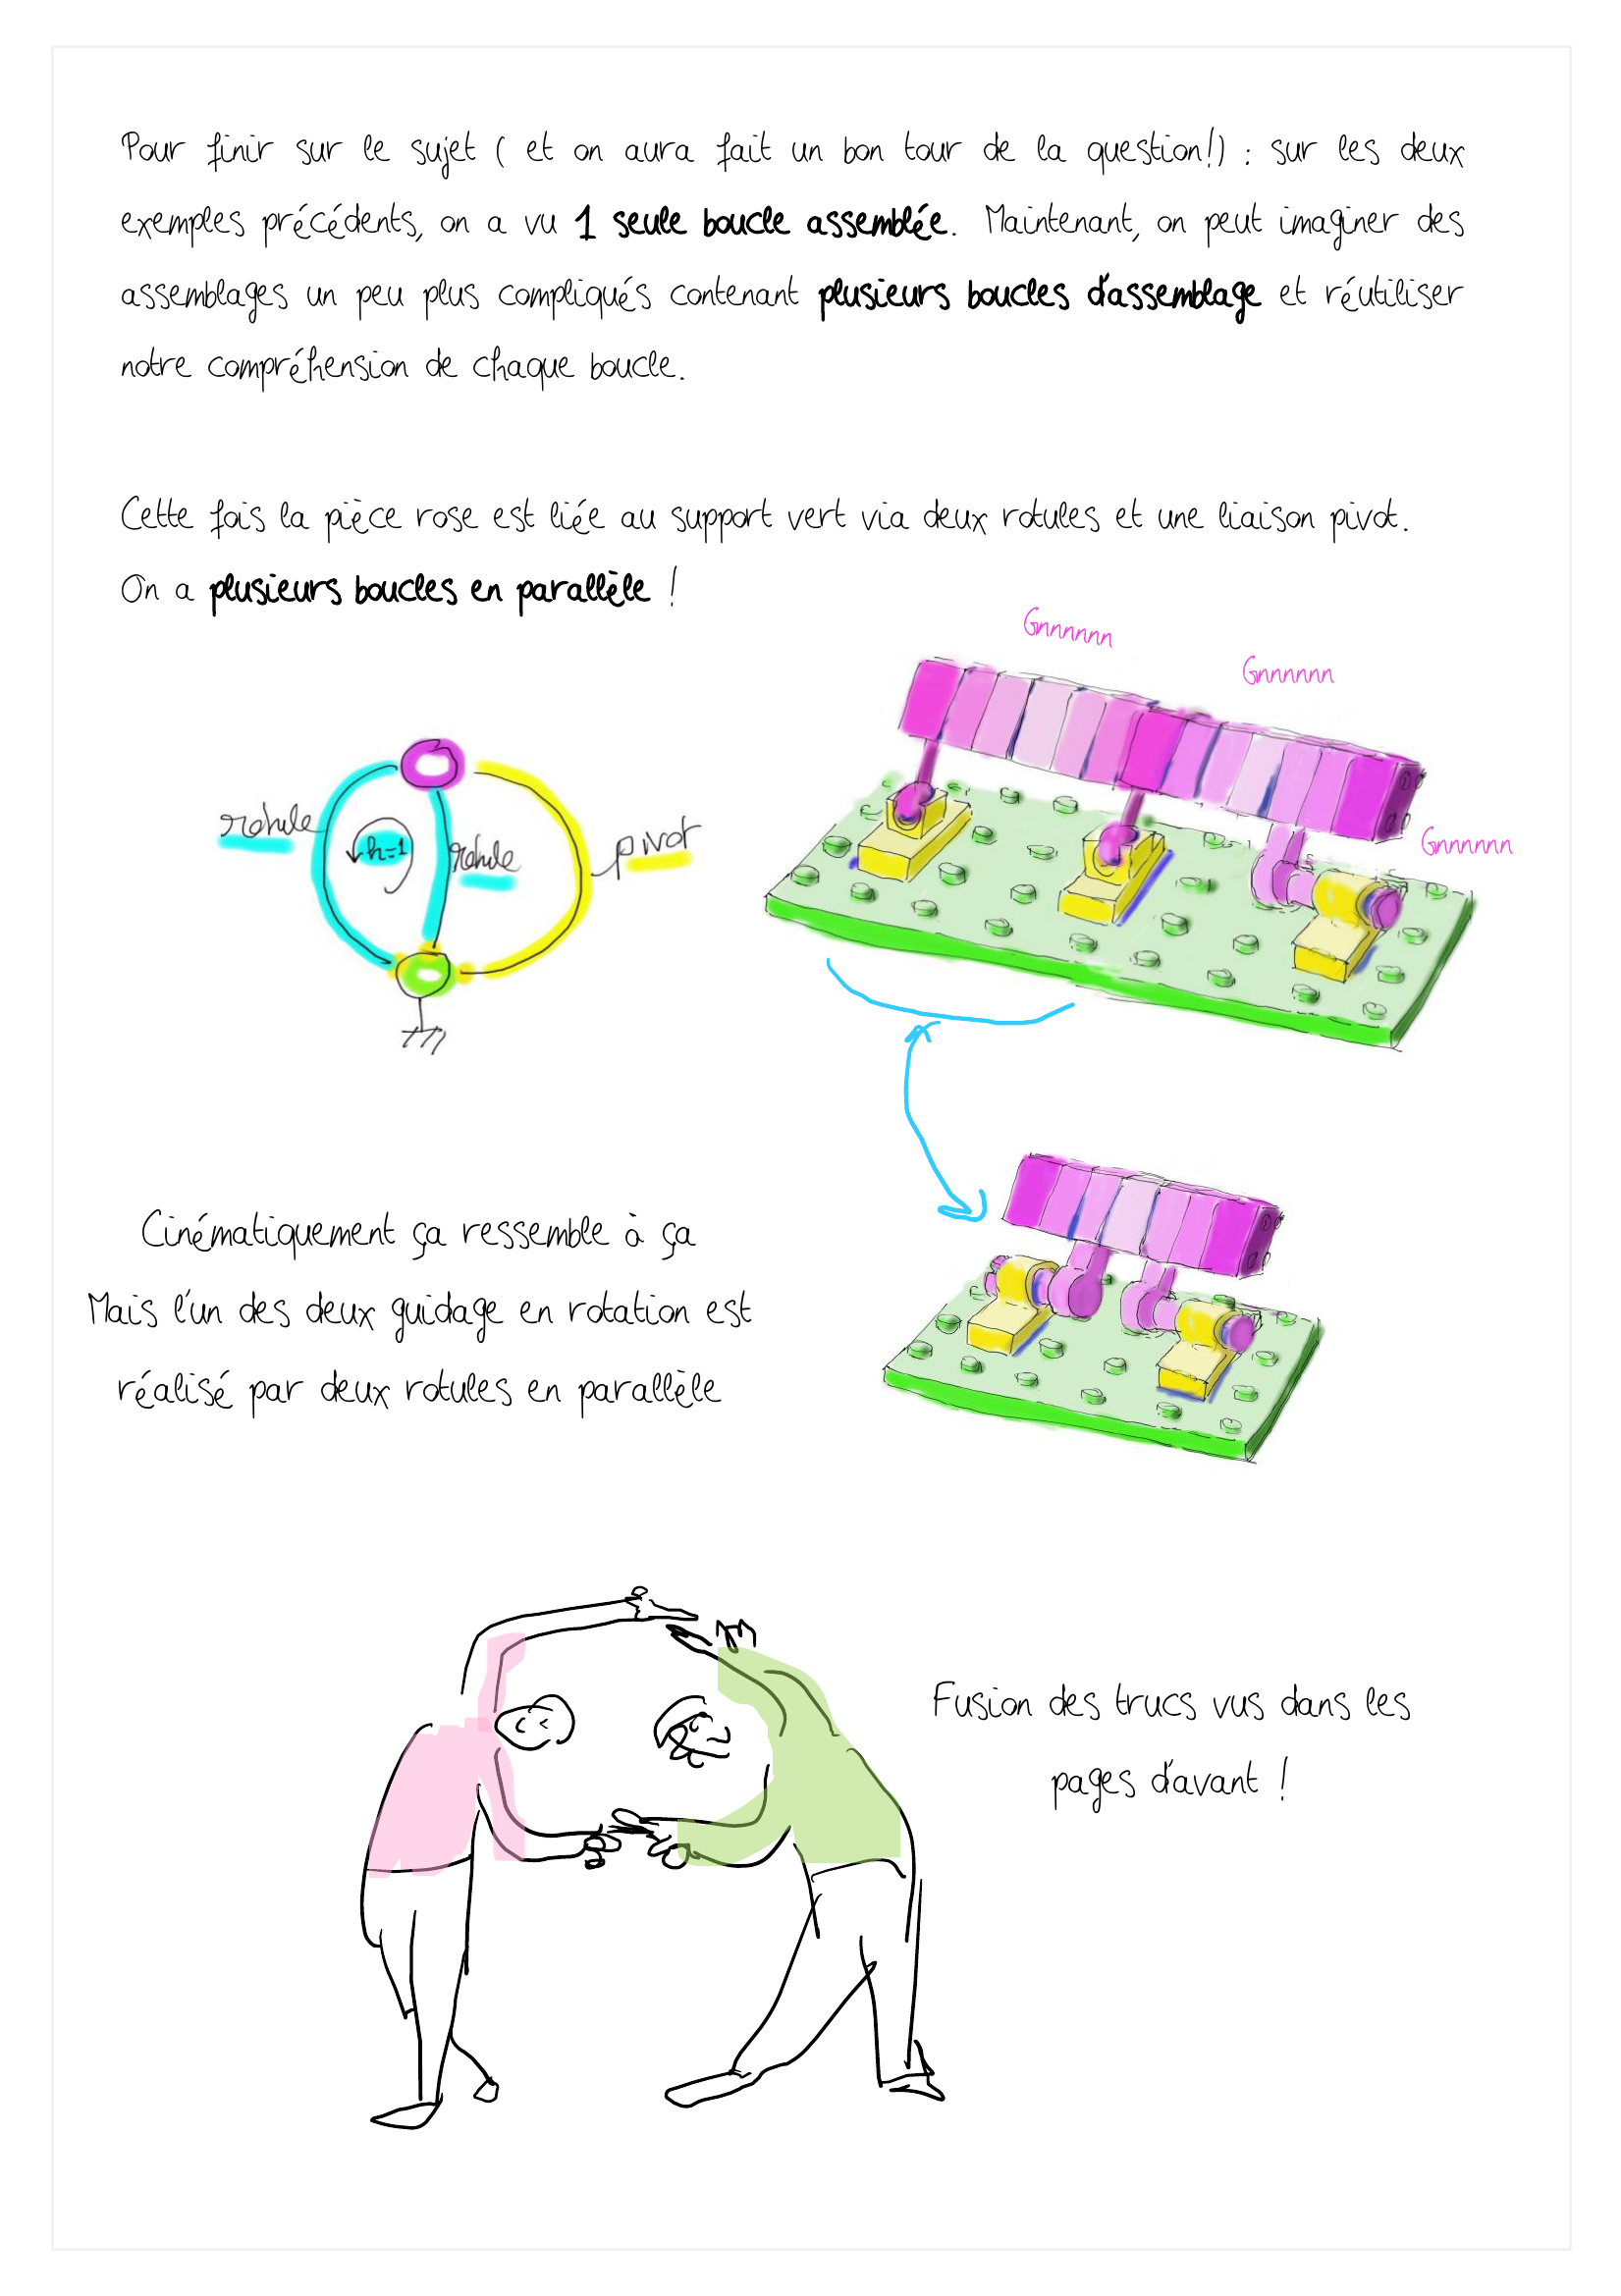 Pour finir sur le sujet ( et on aura fait un bon tour de la question!) : sur les deux
exemples précédents, on a vu 1 seule boucle assemblée. Maintenant, on peut imaginer des
assemblages un peu plus compliqués contenant plusieurs boucles d'assemblage et réutiliser
notre compréhension de chaque boucle.
Cette fois la pièce rose est liée au support vert via deux rotules et une liaison pivot.
On a plusieurs boucles en parallèle !
Gnnnnnn
Gnnnnnn
Gnnnnnn
rotule
h=1
rotule
pivot
Cinématiquement ça ressemble à ça
Mais l'un des deux guidage en rotation est
réalisé par deux rotules en parallèle
Fusion des trucs vus dans les
pages d'avant !